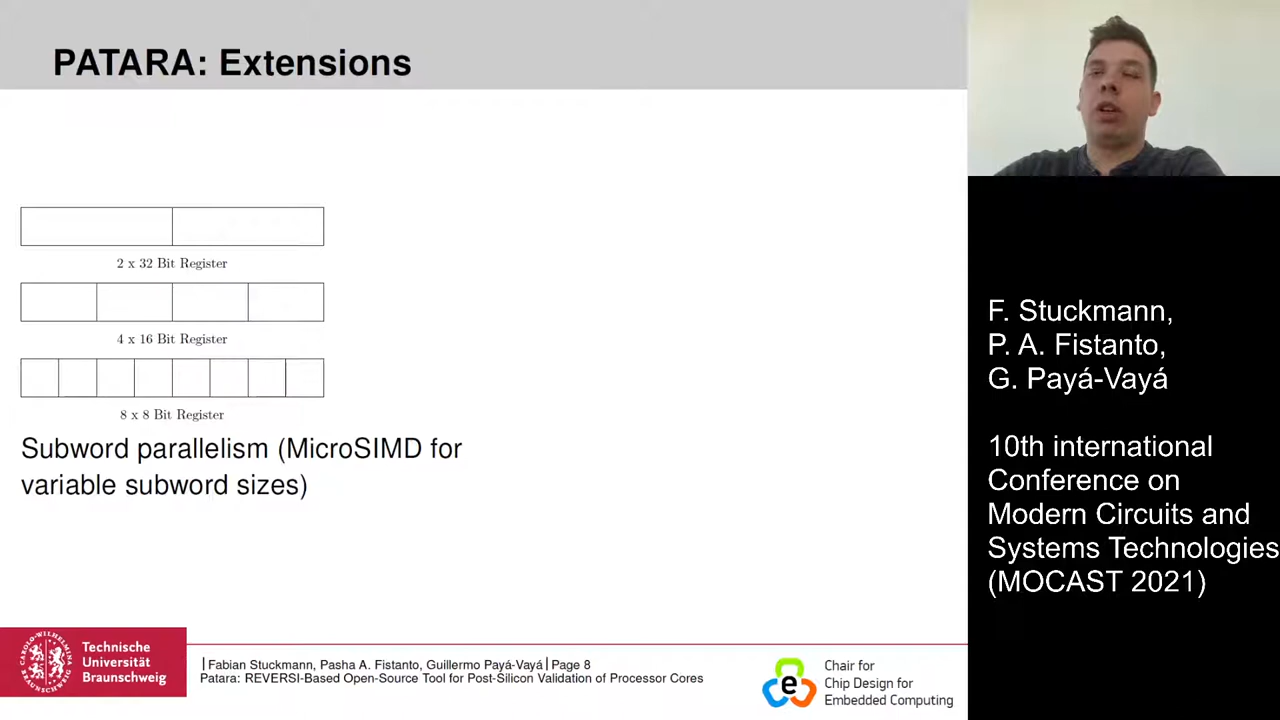 PATARA: Extensions
2 x 32 Bit Register
4 x 16 Bit Register
8 x 8 Bit Register
Subword parallelism (MicroSIMD for
variable subword sizes)
F. Stuckmann,
P. A. Fistanto,
G. Payá-Vayá
10th international
Conference on
Modern Circuits and
Systems Technologies
(MOCAST 2021)
CAROLO-WILHELMINA
BRAUNSCHWEIG
Technische
Universität
Braunschweig
| Fabian Stuckmann, Pasha A. Fistanto, Guillermo Payá-Vayá | Page 8
Patara: REVERSI-Based Open-Source Tool for Post-Silicon Validation of Processor Cores
e
Chair for
Chip Design for
Embedded Computing